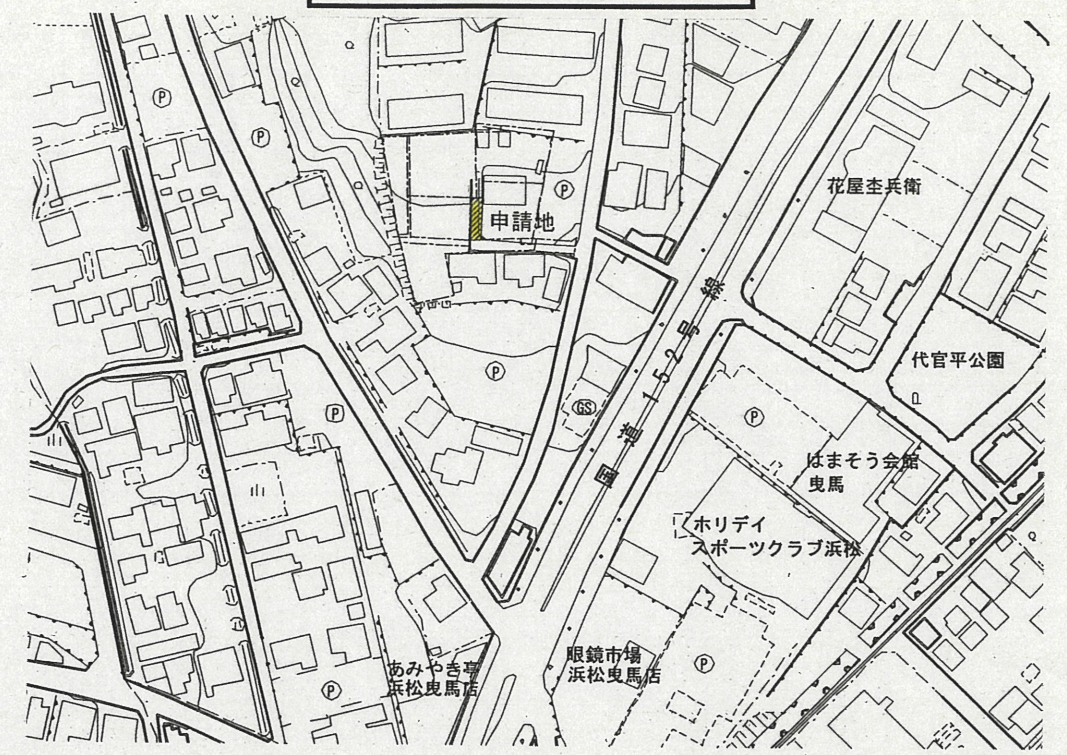 Ⓟ
Ⓟ
花屋杢兵衛
Ⓟ
申請地
国道152号線
代官平公園
Ⓟ
GS
Ⓟ
Ⓟ
はまそう会館
曳馬
ホリデイ
スポーツクラブ浜松
眼鏡市場
浜松曳馬店
あみやき亭
浜松曳馬店
Ⓟ
Ⓟ